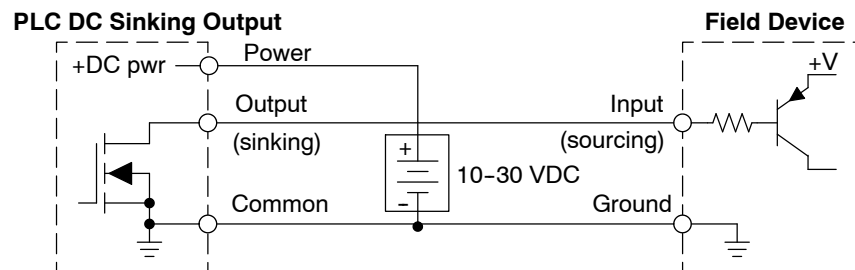 PLC DC Sinking Output
Field Device
+DC pwr
Power
+V
Output
(sinking)
Input
(sourcing)
+
10–30 VDC
–
Common
Ground